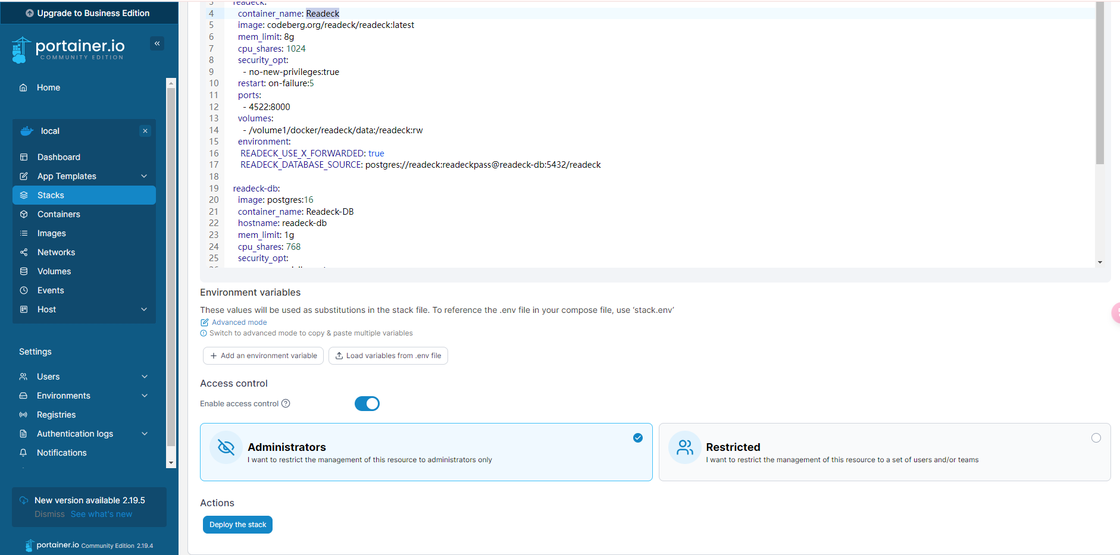 Upgrade to Business Edition
portainer.io
COMMUNITY EDITION
Home
local
Dashboard
App Templates
Stacks
Containers
Images
Networks
Volumes
Events
Host
Settings
Users
Environments
Registries
Authentication logs
Notifications
New version available 2.19.5
Dismiss See what's new
portainer.io Community Edition 2.19.4
3 readeck:
4 container_name: Readeck
5 image: codeberg.org/readeck/readeck:latest
6 mem_limit: 8g
7 cpu_shares: 1024
8 security_opt:
9 - no-new-privileges:true
10 restart: on-failure:5
11 ports:
12 - 4522:8000
13 volumes:
14 - /volume1/docker/readeck/data:/readeck:rw
15 environment:
16 READECK_USE_X_FORWARDED: true
17 READECK_DATABASE_SOURCE: postgres://readeck:readeckpass@readeck-db:5432/readeck
18
19 readeck-db:
20 image: postgres:16
21 container_name: Readeck-DB
22 hostname: readeck-db
23 mem_limit: 1g
24 cpu_shares: 768
25 security_opt:
Environment variables
These values will be used as substitutions in the stack file. To reference the .env file in your compose file, use 'stack.env'
Advanced mode
Switch to advanced mode to copy & paste multiple variables
+ Add an environment variable
Load variables from .env file
Access control
Enable access control
Administrators
I want to restrict the management of this resource to administrators only
Restricted
I want to restrict the management of this resource to a set of users and/or teams
Actions
Deploy the stack